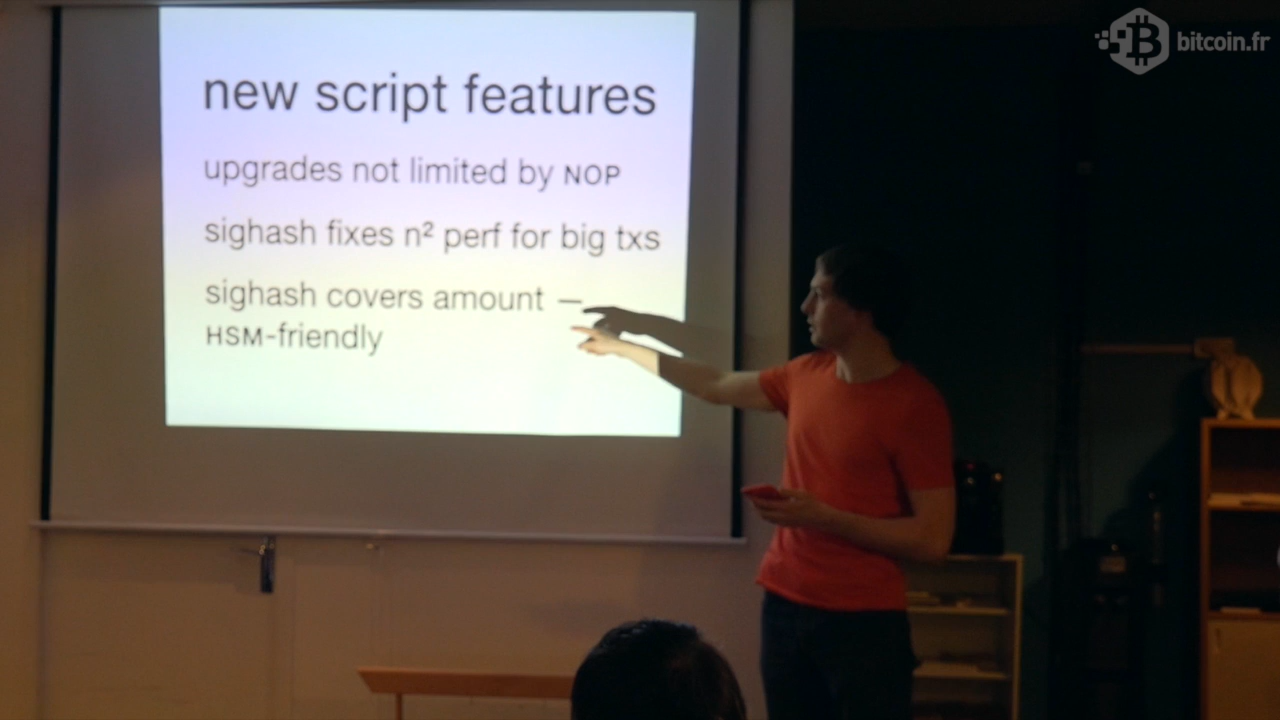 bitcoin.fr
new script features
upgrades not limited by NOP
sighash fixes n² perf for big txs
sighash covers amount –
HSM-friendly